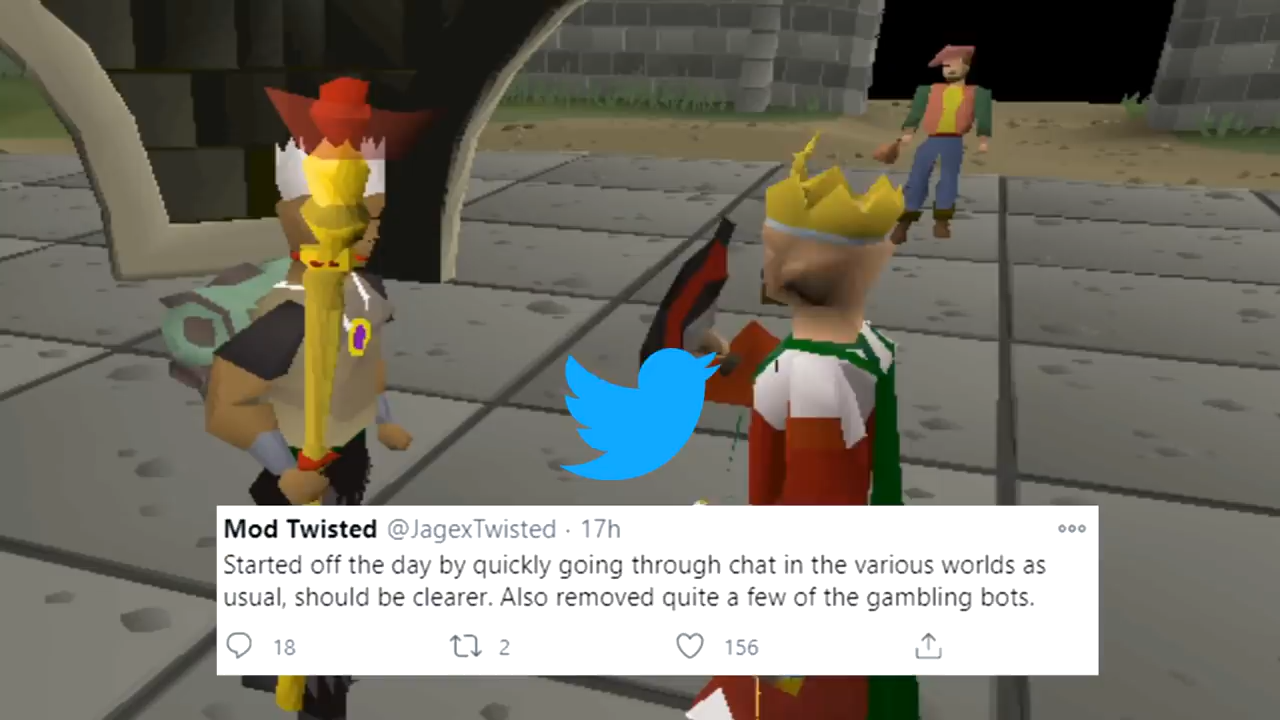 Mod Twisted @JagexTwisted · 17h
Started off the day by quickly going through chat in the various worlds as
usual, should be clearer. Also removed quite a few of the gambling bots.
18 2 156